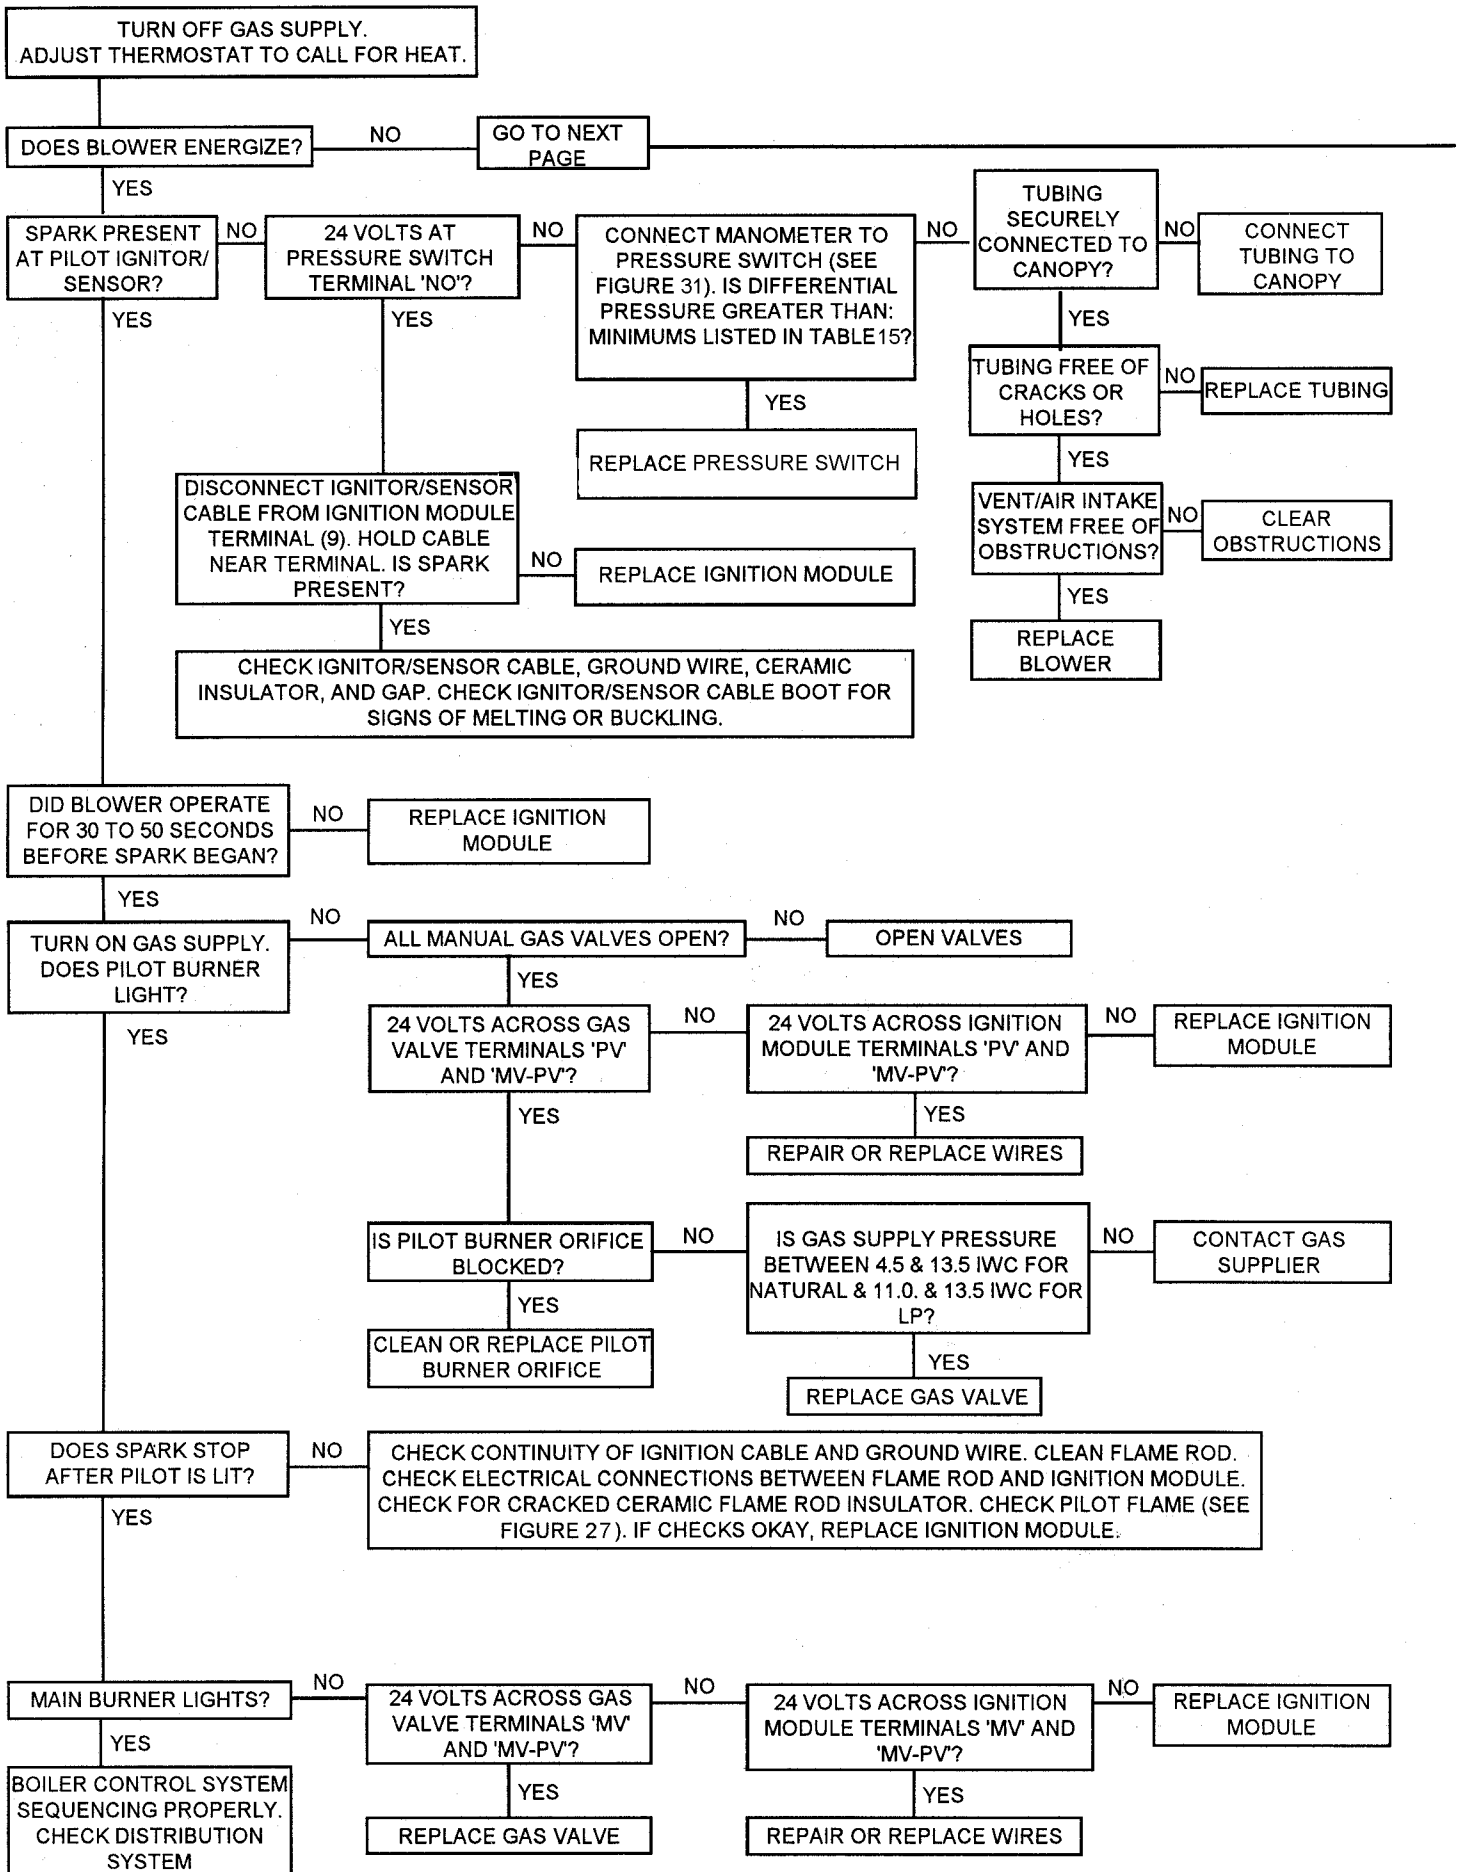 TURN OFF GAS SUPPLY.
ADJUST THERMOSTAT TO CALL FOR HEAT.
DOES BLOWER ENERGIZE?
NO
GO TO NEXT
PAGE
YES
SPARK PRESENT
AT PILOT IGNITOR/
SENSOR?
NO
24 VOLTS AT
PRESSURE SWITCH
TERMINAL 'NO'?
NO
CONNECT MANOMETER TO
PRESSURE SWITCH (SEE
FIGURE 31). IS DIFFERENTIAL
PRESSURE GREATER THAN:
MINIMUMS LISTED IN TABLE 15?
NO
TUBING
SECURELY
CONNECTED TO
CANOPY?
NO
CONNECT
TUBING TO
CANOPY
YES
YES
YES
TUBING FREE OF
CRACKS OR
HOLES?
NO
REPLACE TUBING
YES
REPLACE PRESSURE SWITCH
YES
DISCONNECT IGNITOR/SENSOR
CABLE FROM IGNITION MODULE
TERMINAL (9). HOLD CABLE
NEAR TERMINAL. IS SPARK
PRESENT?
NO
REPLACE IGNITION MODULE
VENT/AIR INTAKE
SYSTEM FREE OF
OBSTRUCTIONS?
NO
CLEAR
OBSTRUCTIONS
YES
REPLACE
BLOWER
YES
CHECK IGNITOR/SENSOR CABLE, GROUND WIRE, CERAMIC
INSULATOR, AND GAP. CHECK IGNITOR/SENSOR CABLE BOOT FOR
SIGNS OF MELTING OR BUCKLING.
DID BLOWER OPERATE
FOR 30 TO 50 SECONDS
BEFORE SPARK BEGAN?
NO
REPLACE IGNITION
MODULE
YES
TURN ON GAS SUPPLY.
DOES PILOT BURNER
LIGHT?
NO
ALL MANUAL GAS VALVES OPEN?
NO
OPEN VALVES
YES
YES
24 VOLTS ACROSS GAS
VALVE TERMINALS 'PV'
AND 'MV-PV'?
NO
24 VOLTS ACROSS IGNITION
MODULE TERMINALS 'PV' AND
'MV-PV'?
NO
REPLACE IGNITION
MODULE
YES
YES
REPAIR OR REPLACE WIRES
IS PILOT BURNER ORIFICE
BLOCKED?
NO
IS GAS SUPPLY PRESSURE
BETWEEN 4.5 & 13.5 IWC FOR
NATURAL & 11.0. & 13.5 IWC FOR
LP?
NO
CONTACT GAS
SUPPLIER
YES
CLEAN OR REPLACE PILOT
BURNER ORIFICE
YES
REPLACE GAS VALVE
DOES SPARK STOP
AFTER PILOT IS LIT?
NO
CHECK CONTINUITY OF IGNITION CABLE AND GROUND WIRE. CLEAN FLAME ROD.
CHECK ELECTRICAL CONNECTIONS BETWEEN FLAME ROD AND IGNITION MODULE.
CHECK FOR CRACKED CERAMIC FLAME ROD INSULATOR. CHECK PILOT FLAME (SEE
FIGURE 27). IF CHECKS OKAY, REPLACE IGNITION MODULE.
YES
MAIN BURNER LIGHTS?
NO
24 VOLTS ACROSS GAS
VALVE TERMINALS 'MV'
AND 'MV-PV'?
NO
24 VOLTS ACROSS IGNITION
MODULE TERMINALS 'MV' AND
'MV-PV'?
NO
REPLACE IGNITION
MODULE
YES
YES
YES
BOILER CONTROL SYSTEM
SEQUENCING PROPERLY.
CHECK DISTRIBUTION
SYSTEM
REPLACE GAS VALVE
REPAIR OR REPLACE WIRES